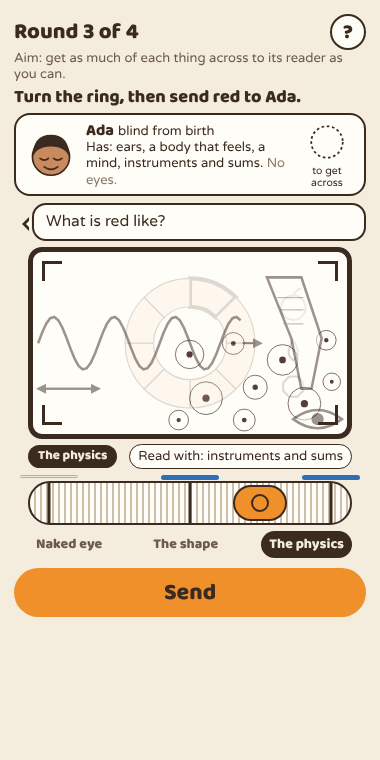 Round 3 of 4
?
Aim: get as much of each thing across to its reader as
you can.
Turn the ring, then send red to Ada.
Ada blind from birth
Has: ears, a body that feels, a
mind, instruments and sums. No
eyes.
to get
across
What is red like?
The physics
Read with: instruments and sums
Naked eye
The shape
The physics
Send